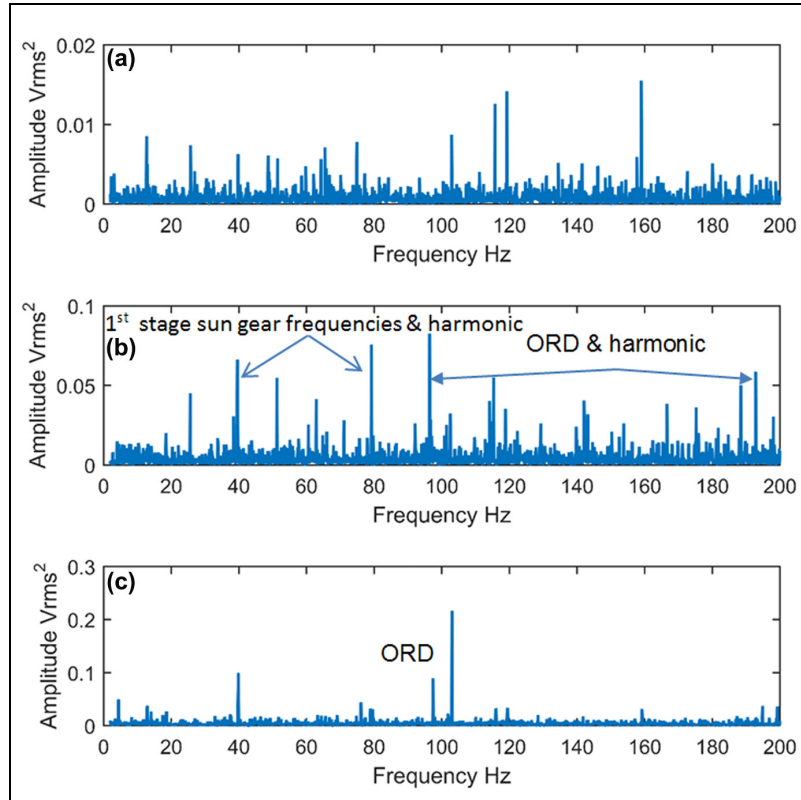 (a)
Amplitude Vrms²
0.02
0.01
0
0 20 40 60 80 100 120 140 160 180 200
Frequency Hz
(b)
Amplitude Vrms²
0.1
0.05
0
1st stage sun gear frequencies & harmonic
ORD & harmonic
0 20 40 60 80 100 120 140 160 180 200
Frequency Hz
(c)
Amplitude Vrms²
0.3
0.2
0.1
0
ORD
0 20 40 60 80 100 120 140 160 180 200
Frequency Hz